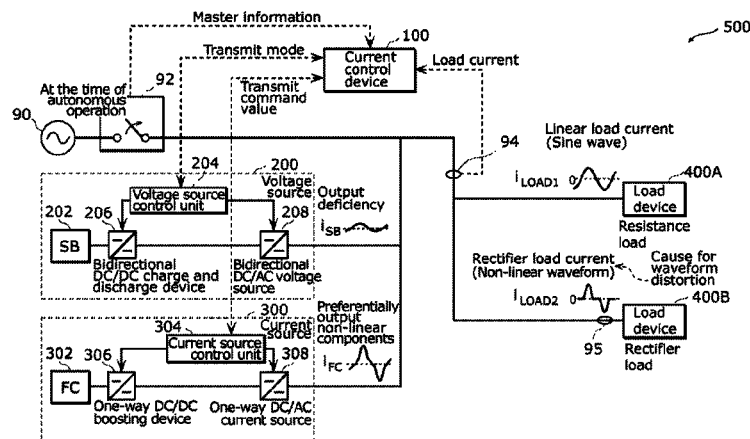 Master information
100
500
Transmit mode
Load current
Current
control
device
At the time of
autonomous
operation
92
Transmit
command
value
90
94
Linear load current
(Sine wave)
400A
i LOAD1
0
Load
device
Resistance
load
200
204
Voltage source
control unit
Voltage
source
Output
deficiency
202
206
208
i SB
SB
Bidirectional
DC/DC charge and
discharge device
Bidirectional
DC/AC voltage
source
Rectifier load current
(Non-linear waveform)
Cause for
waveform
distortion
400B
i LOAD2
0
95
Load
device
Rectifier
load
300
304
Current
source
Current source
control unit
Preferentially
output
non-linear
components
302
306
308
i FC
FC
One-way DC/DC
boosting device
One-way DC/AC
current source